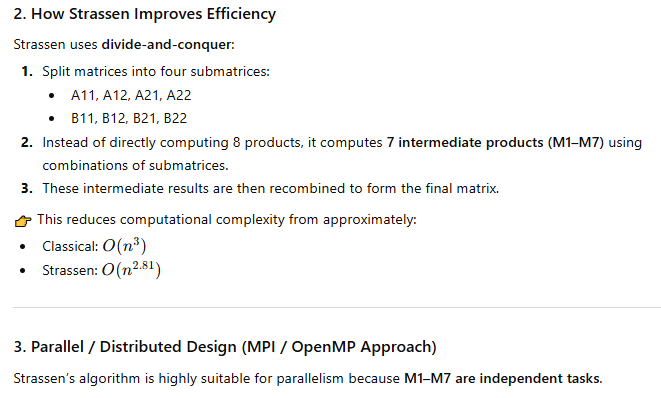 2. How Strassen Improves Efficiency
Strassen uses divide-and-conquer:
1. Split matrices into four submatrices:
• A11, A12, A21, A22
• B11, B12, B21, B22
2. Instead of directly computing 8 products, it computes 7 intermediate products (M1–M7) using
combinations of submatrices.
3. These intermediate results are then recombined to form the final matrix.
👉 This reduces computational complexity from approximately:
• Classical: O(n³)
• Strassen: O(n^2.81)
3. Parallel / Distributed Design (MPI / OpenMP Approach)
Strassen's algorithm is highly suitable for parallelism because M1–M7 are independent tasks.